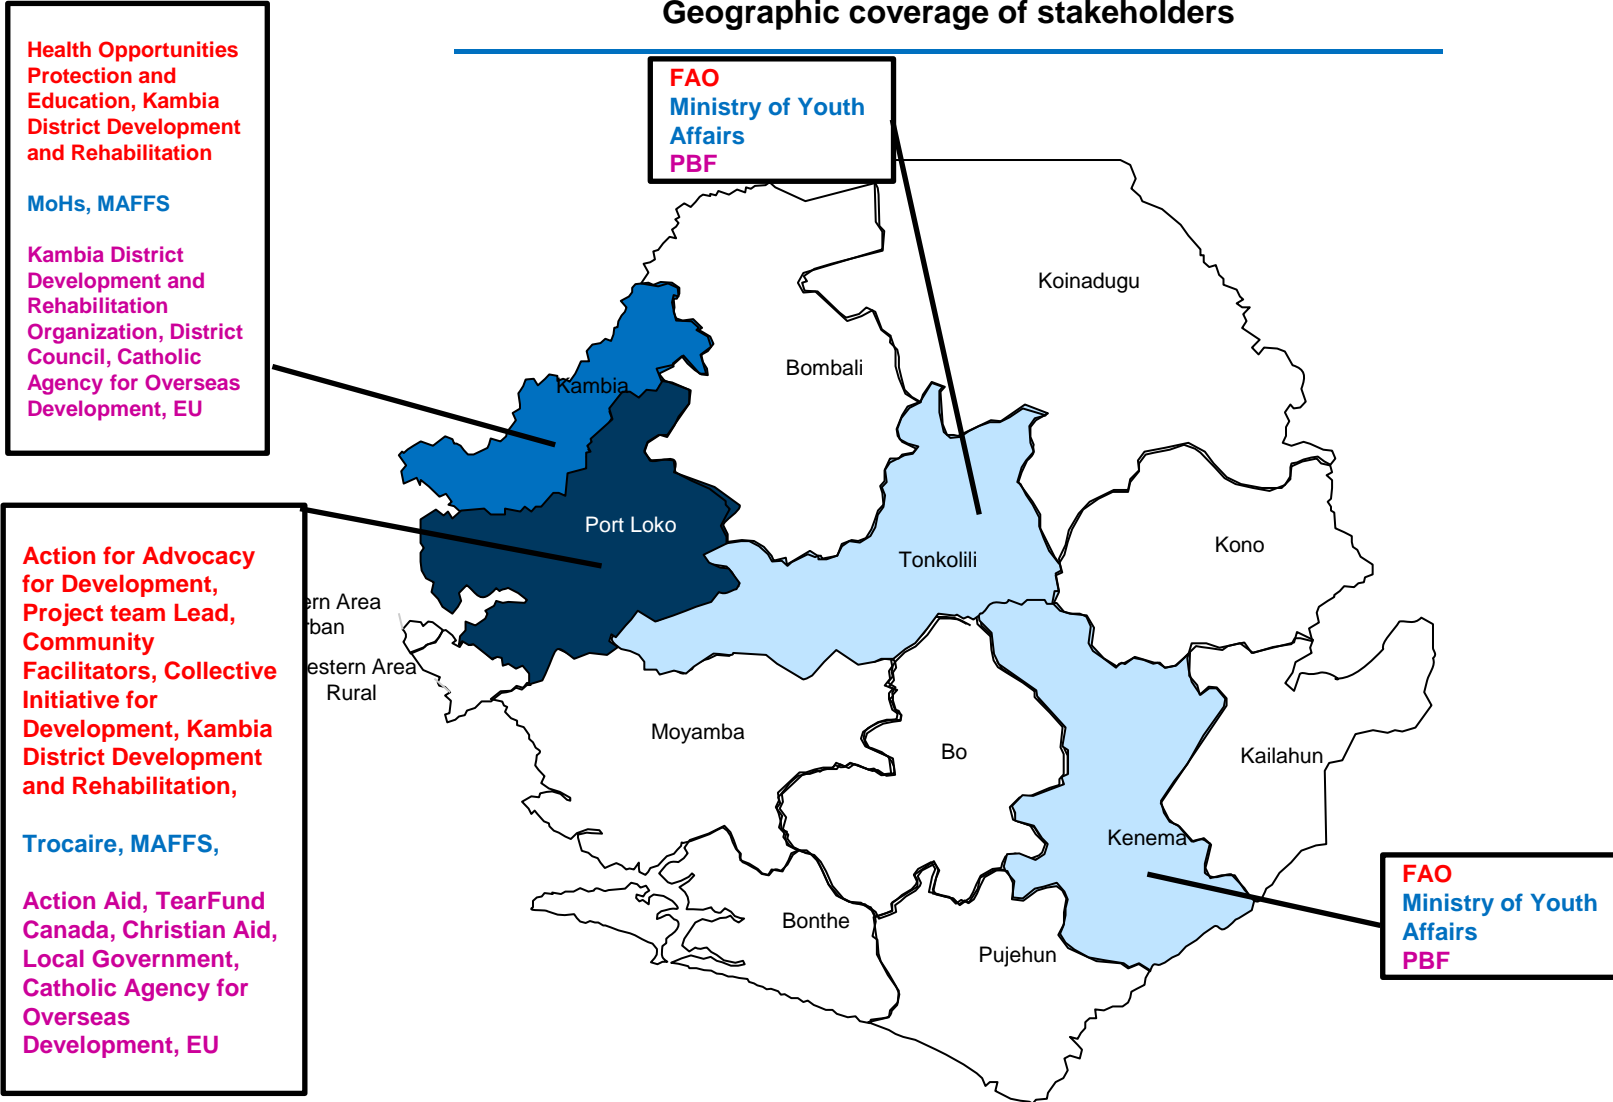 Geographic coverage of stakeholders
Health Opportunities
Protection and
Education, Kambia
District Development
and Rehabilitation
MoHs, MAFFS
Kambia District
Development and
Rehabilitation
Organization, District
Council, Catholic
Agency for Overseas
Development, EU
FAO
Ministry of Youth
Affairs
PBF
Koinadugu
Bombali
Kambia
Port Loko
Tonkolili
Kono
ern Area
rban
estern Area
Rural
Moyamba
Bo
Kailahun
Kenema
Bonthe
Pujehun
Action for Advocacy
for Development,
Project team Lead,
Community
Facilitators, Collective
Initiative for
Development, Kambia
District Development
and Rehabilitation,
Trocaire, MAFFS,
Action Aid, TearFund
Canada, Christian Aid,
Local Government,
Catholic Agency for
Overseas
Development, EU
FAO
Ministry of Youth
Affairs
PBF